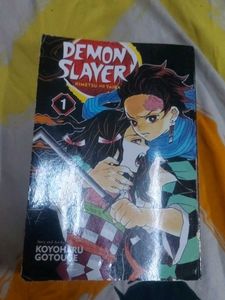 DEMON
SLAYER
KIMETSU NO YAIBA
1
KOYOHARU
GOTOUGE